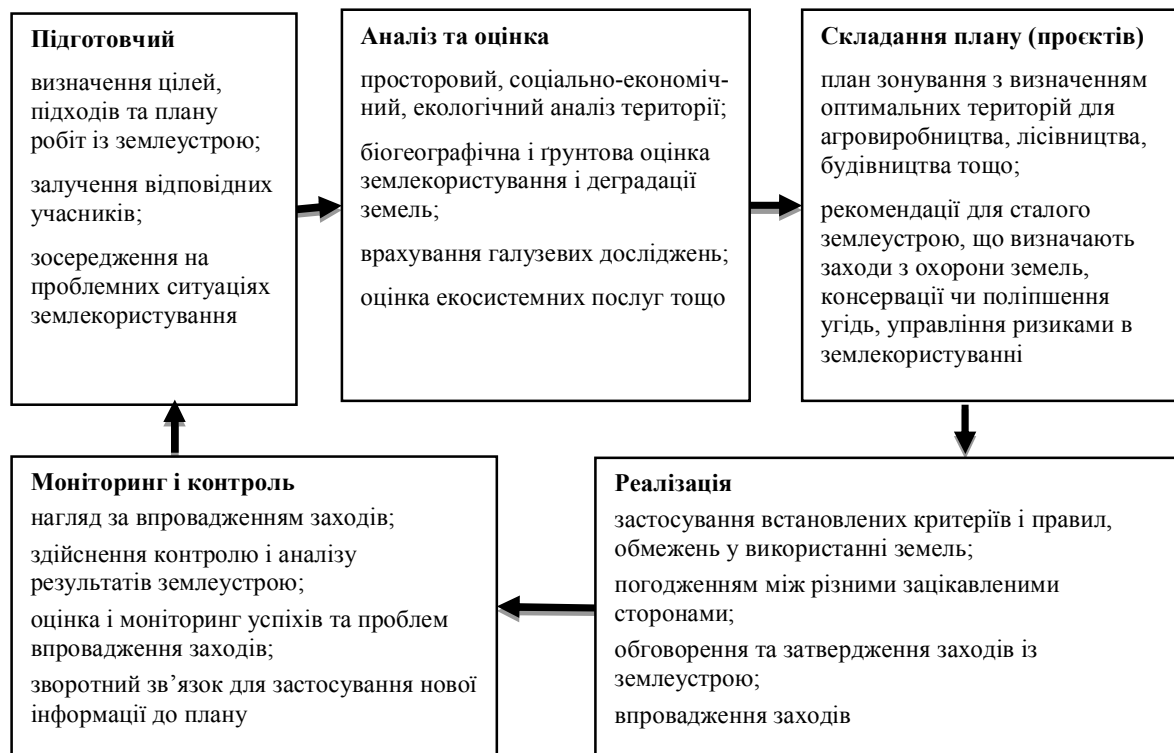 Підготовчий
визначення цілей,
підходів та плану
робіт із землеустрою;
залучення відповідних
учасників;
зосередження на
проблемних ситуаціях
землекористування
Аналіз та оцінка
просторовий, соціально-економіч-
ний, екологічний аналіз території;
біогеографічна і ґрунтова оцінка
землекористування і деградації
земель;
врахування галузевих досліджень;
оцінка екосистемних послуг тощо
Складання плану (проєктів)
план зонування з визначенням
оптимальних територій для
агровиробництва, лісівництва,
будівництва тощо;
рекомендації для сталого
землеустрою, що визначають
заходи з охорони земель,
консервації чи поліпшення
угідь, управління ризиками в
землекористуванні
Моніторинг і контроль
нагляд за впровадженням заходів;
здійснення контролю і аналізу
результатів землеустрою;
оцінка і моніторинг успіхів та проблем
впровадження заходів;
зворотний зв’язок для застосування нової
інформації до плану
Реалізація
застосування встановлених критеріїв і правил,
обмежень у використанні земель;
погодженням між різними зацікавленими
сторонами;
обговорення та затвердження заходів із
землеустрою;
впровадження заходів